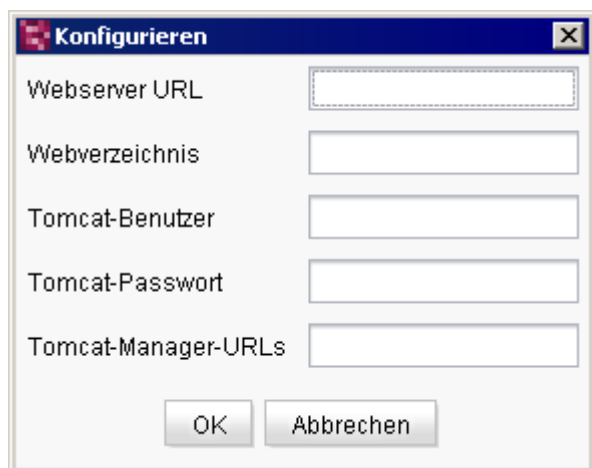 Konfigurieren
Webserver URL
Webverzeichnis
Tomcat-Benutzer
Tomcat-Passwort
Tomcat-Manager-URLs
OK Abbrechen